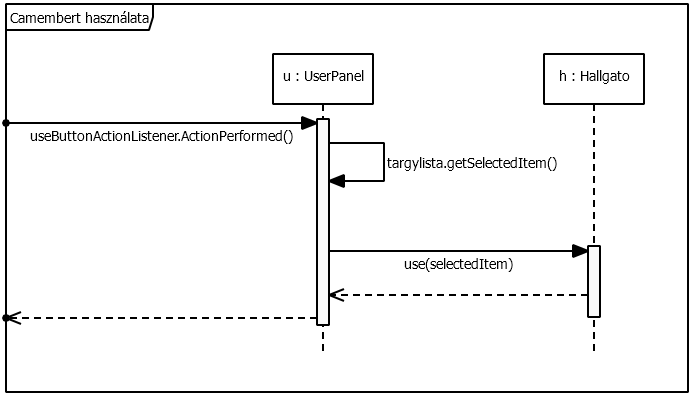 Camembert használata
u : UserPanel
h : Hallgato
useButtonActionListener.ActionPerformed()
targylista.getSelectedItem()
use(selectedItem)